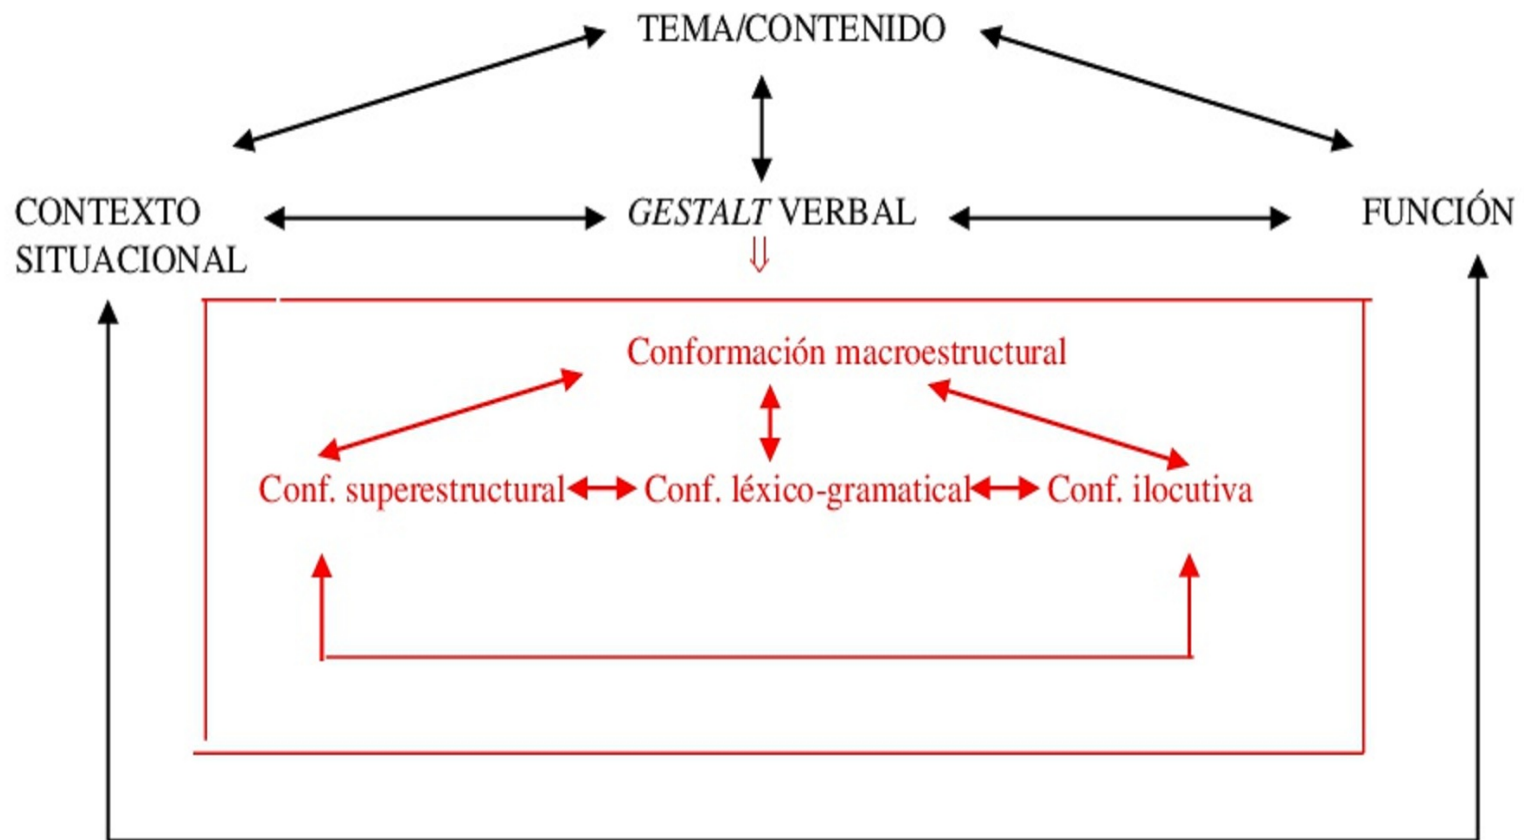 TEMA/CONTENIDO
CONTEXTO
SITUACIONAL
GESTALT VERBAL
FUNCIÓN
Conformación macroestructural
Conf. superestructural
Conf. léxico-gramatical
Conf. ilocutiva